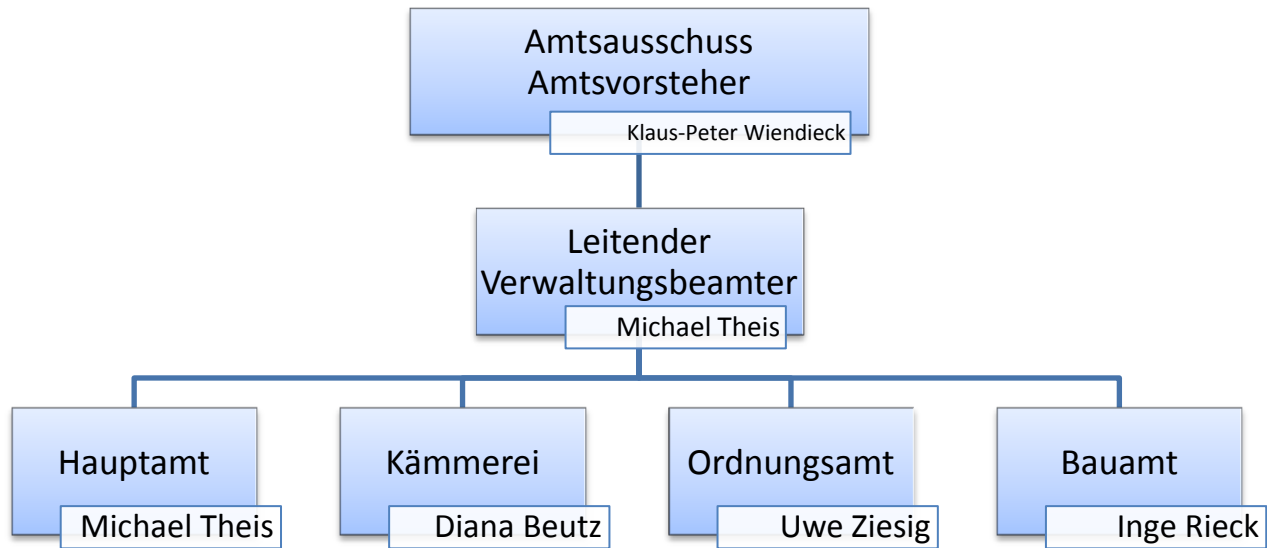 Amtsausschuss
Amtsvorsteher
Klaus-Peter Wiendieck
Leitender
Verwaltungsbeamter
Michael Theis
Hauptamt
Michael Theis
Kämmerei
Diana Beutz
Ordnungsamt
Uwe Ziesig
Bauamt
Inge Rieck